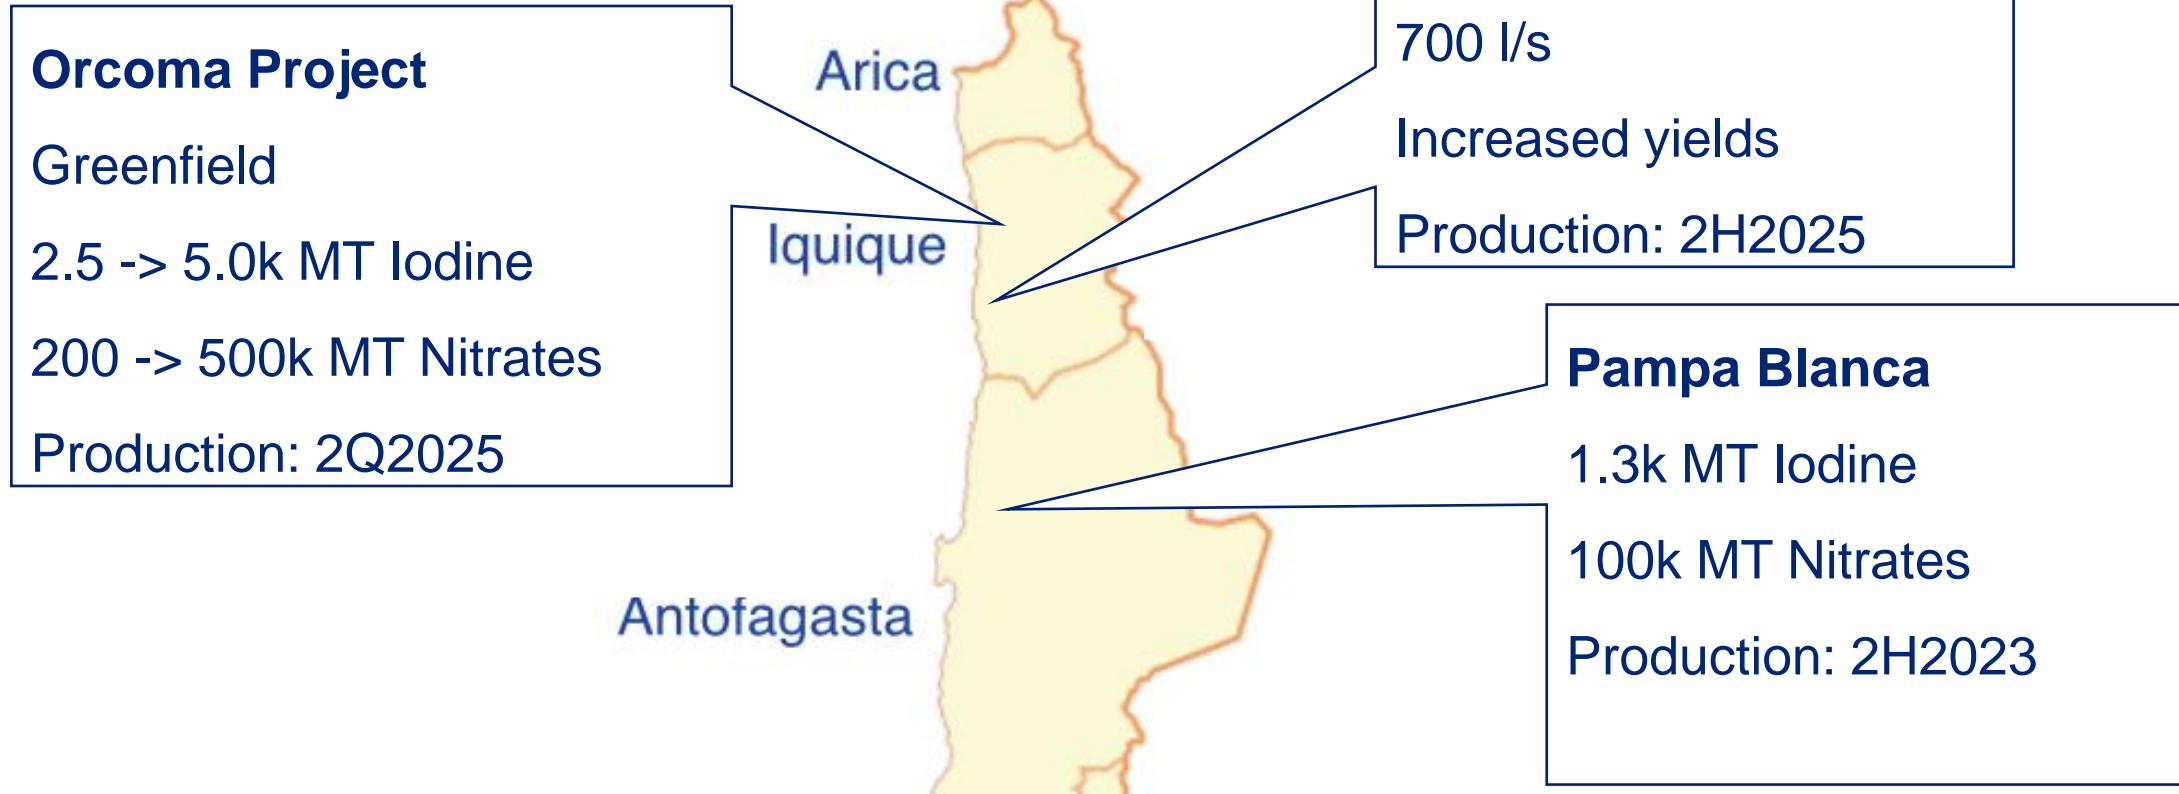 Orcoma Project
Greenfield
2.5 -> 5.0k MT Iodine
200 -> 500k MT Nitrates
Production: 2Q2025
Arica
Iquique
Antofagasta
700 l/s
Increased yields
Production: 2H2025
Pampa Blanca
1.3k MT Iodine
100k MT Nitrates
Production: 2H2023